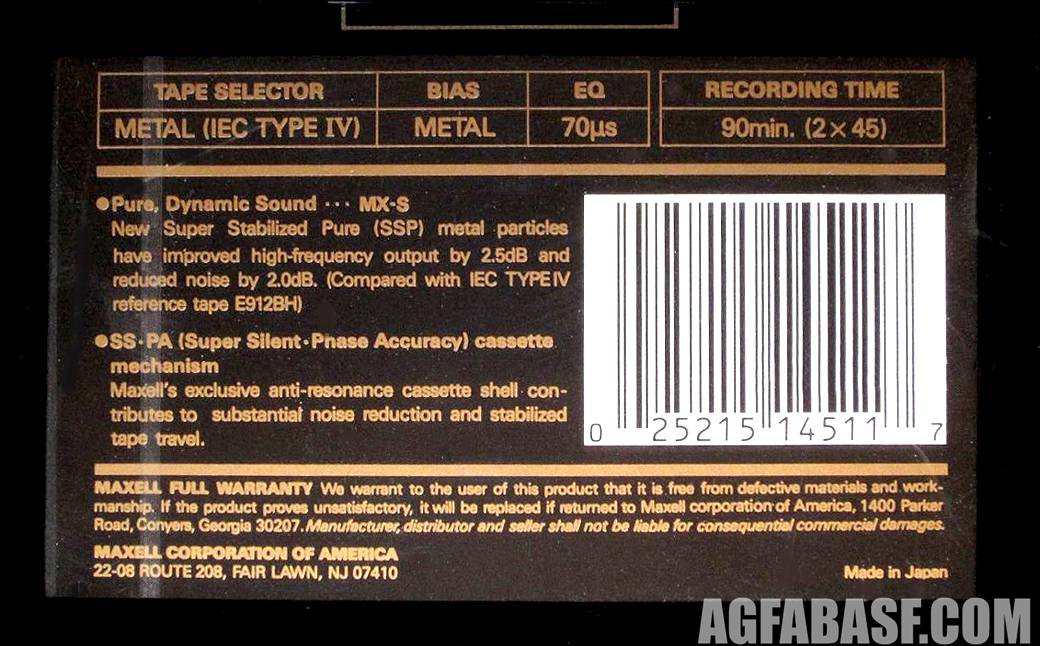 TAPE SELECTOR BIAS EQ RECORDING TIME
METAL (IEC TYPE IV) METAL 70μs 90min. (2×45)
●Pure, Dynamic Sound ··· MX·S
New Super Stabilized Pure (SSP) metal particles
have improved high-frequency output by 2.5dB and
reduced noise by 2.0dB. (Compared with IEC TYPE IV
reference tape E912BH)
●SS·PA (Super Silent·Phase Accuracy) cassette
mechanism
Maxell's exclusive anti-resonance cassette shell con-
tributes to substantial noise reduction and stabilized
tape travel.
0 25215 14511 7
MAXELL FULL WARRANTY We warrant to the user of this product that it is free from defective materials and work-
manship. If the product proves unsatisfactory, it will be replaced if returned to Maxell corporation of America, 1400 Parker
Road, Conyers, Georgia 30207. Manufacturer, distributor and seller shall not be liable for consequential commercial damages.
MAXELL CORPORATION OF AMERICA
22-08 ROUTE 208, FAIR LAWN, NJ 07410
Made in Japan
AGFABASF.COM